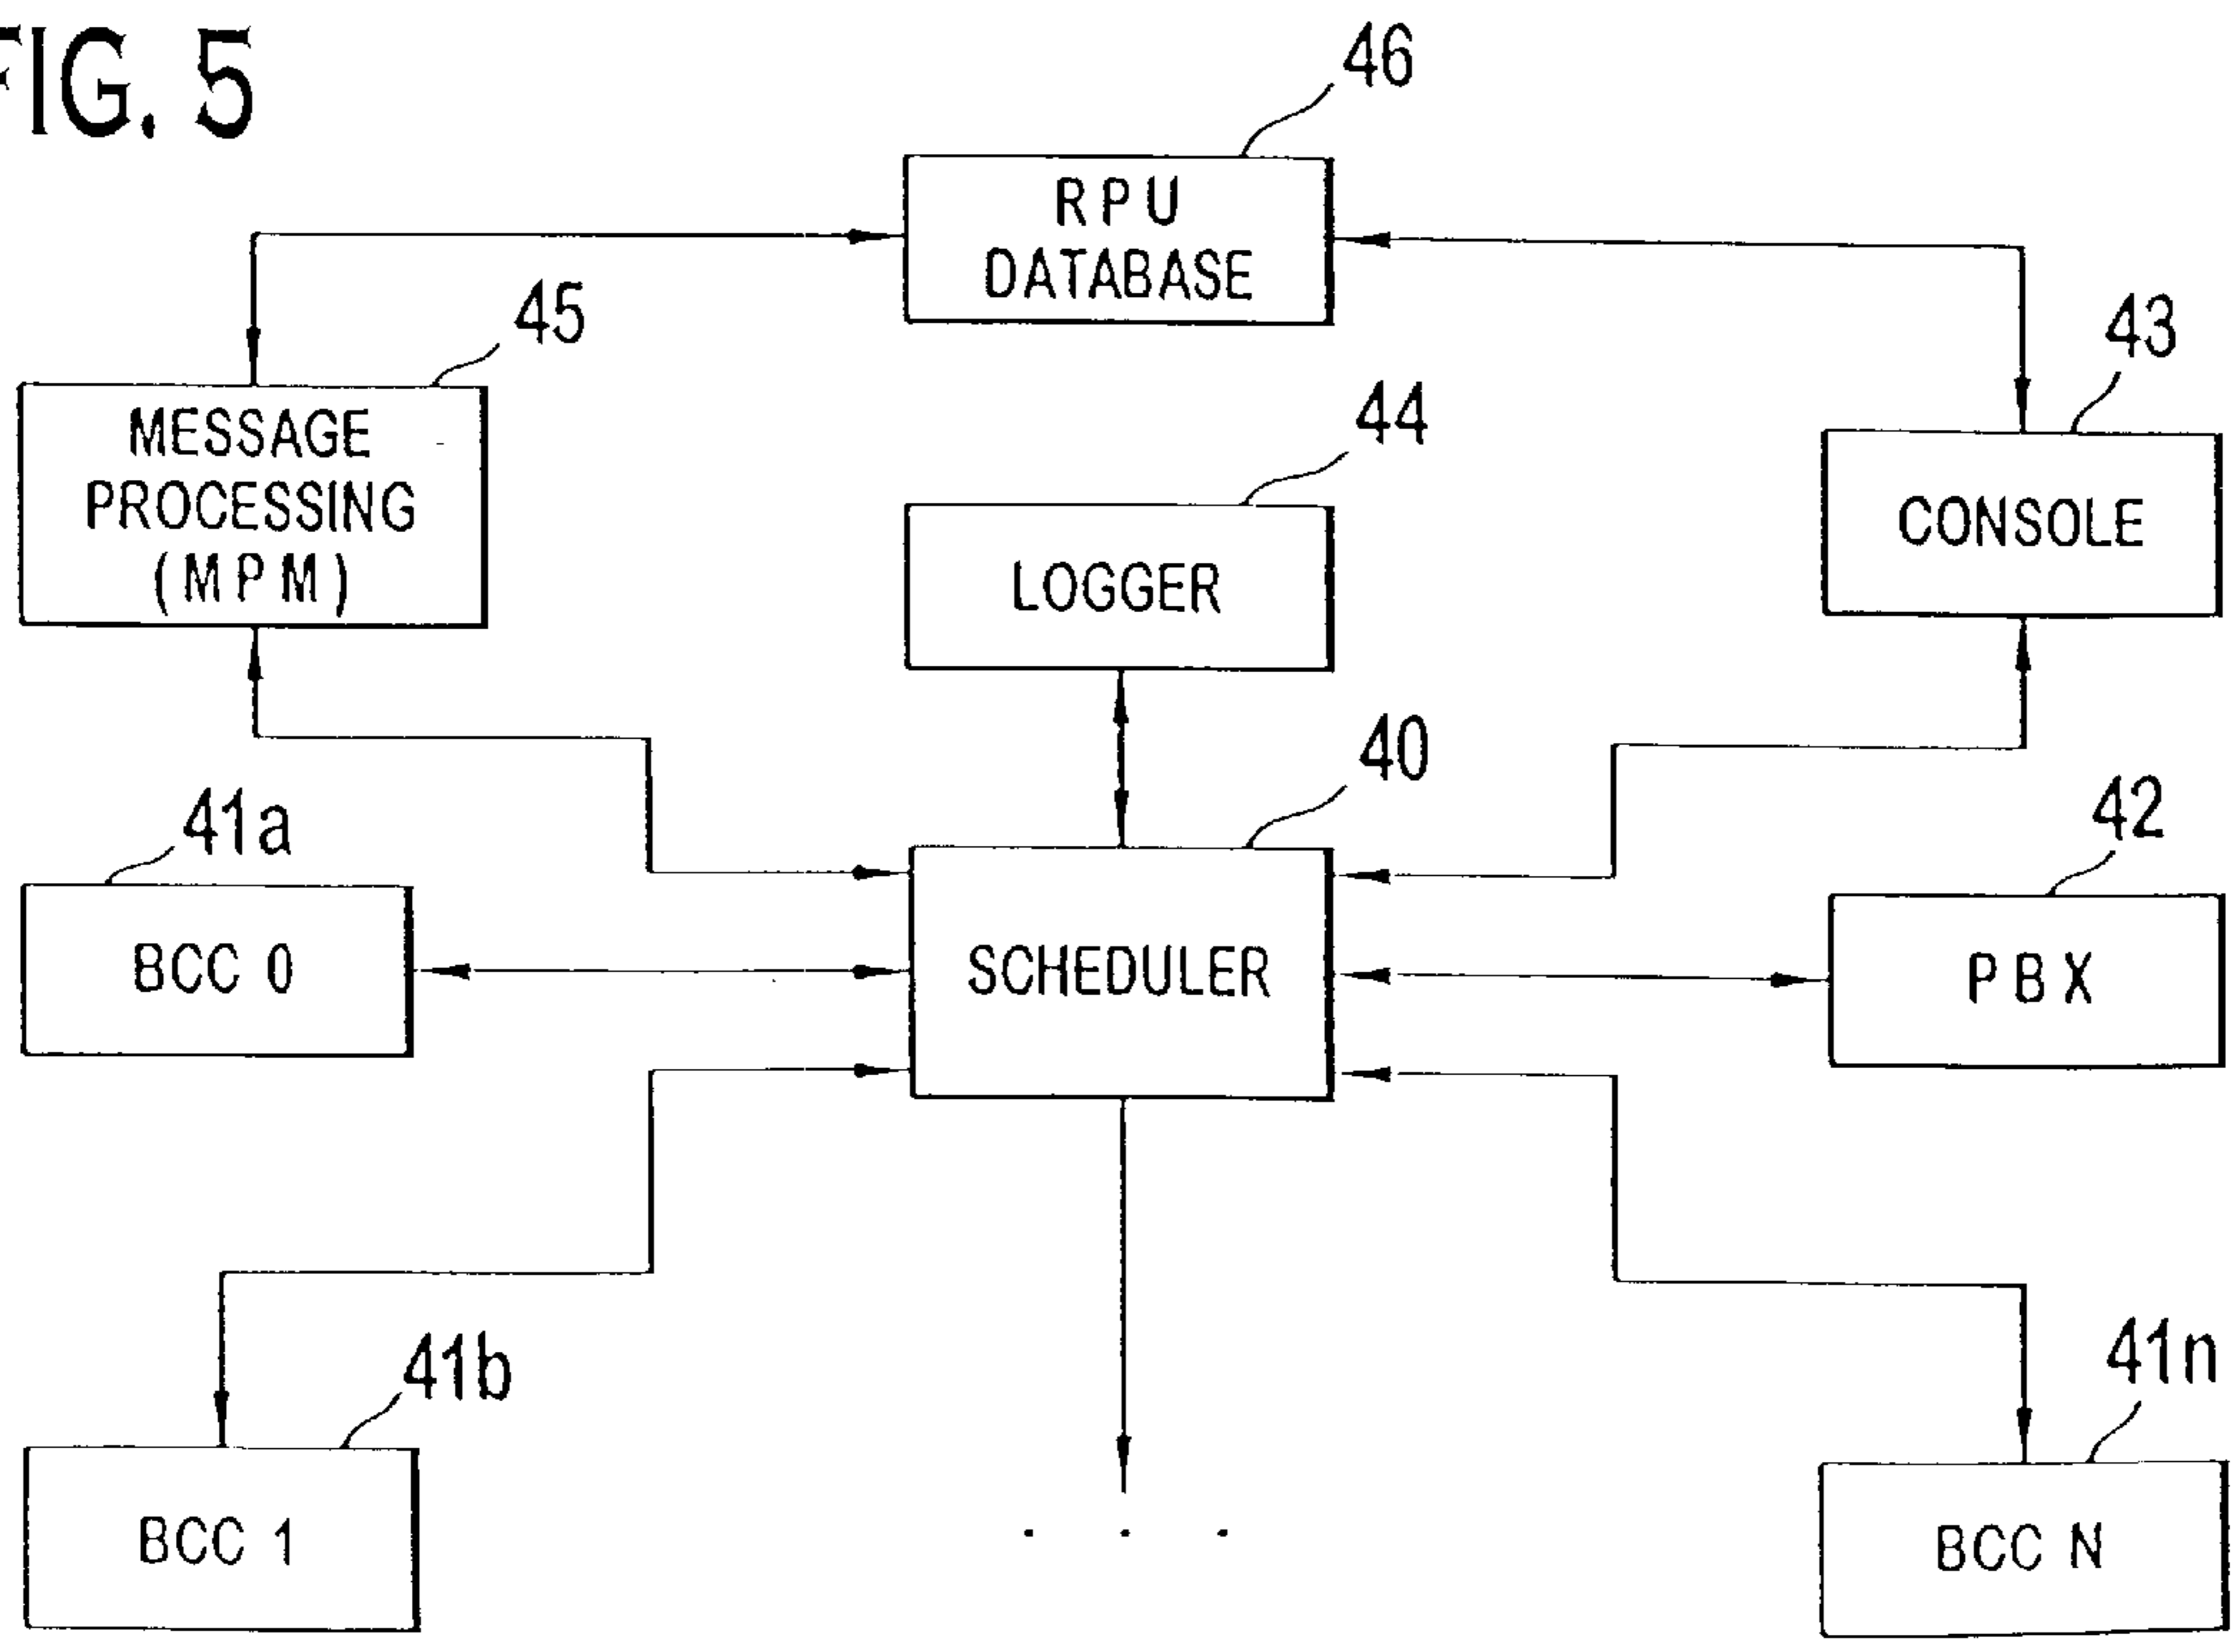 FIG. 5
46
RPU
DATABASE
45
43
MESSAGE
PROCESSING
(MPM)
44
CONSOLE
LOGGER
40
41a
42
BCC 0
SCHEDULER
PBX
41b
41n
BCC 1
. . .
BCC N